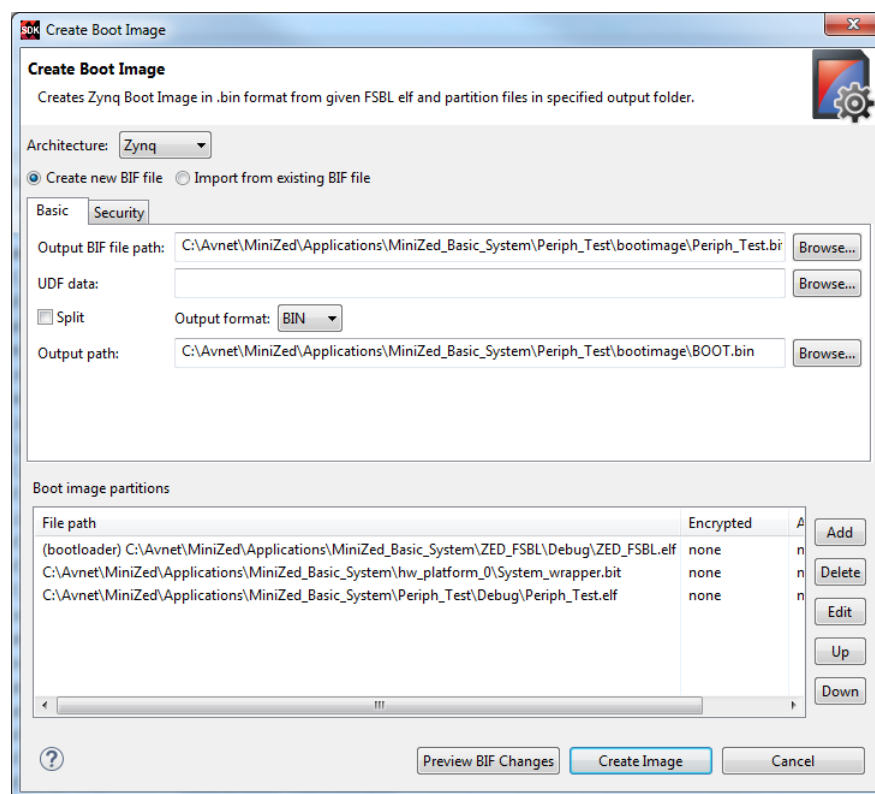 SDK Create Boot Image
Create Boot Image
Creates Zynq Boot Image in .bin format from given FSBL elf and partition files in specified output folder.
Architecture: Zynq
Create new BIF file Import from existing BIF file
Basic Security
Output BIF file path: C:\Avnet\MiniZed\Applications\MiniZed_Basic_System\Periph_Test\bootimage\Periph_Test.bi Browse...
UDF data: Browse...
Split Output format: BIN
Output path: C:\Avnet\MiniZed\Applications\MiniZed_Basic_System\Periph_Test\bootimage\BOOT.bin Browse...
Boot image partitions
File path Encrypted A Add
(bootloader) C:\Avnet\MiniZed\Applications\MiniZed_Basic_System\ZED_FSBL\Debug\ZED_FSBL.elf none n
C:\Avnet\MiniZed\Applications\MiniZed_Basic_System\hw_platform_0\System_wrapper.bit none n Delete
C:\Avnet\MiniZed\Applications\MiniZed_Basic_System\Periph_Test\Debug\Periph_Test.elf none n
Edit
Up
Down
? Preview BIF Changes Create Image Cancel